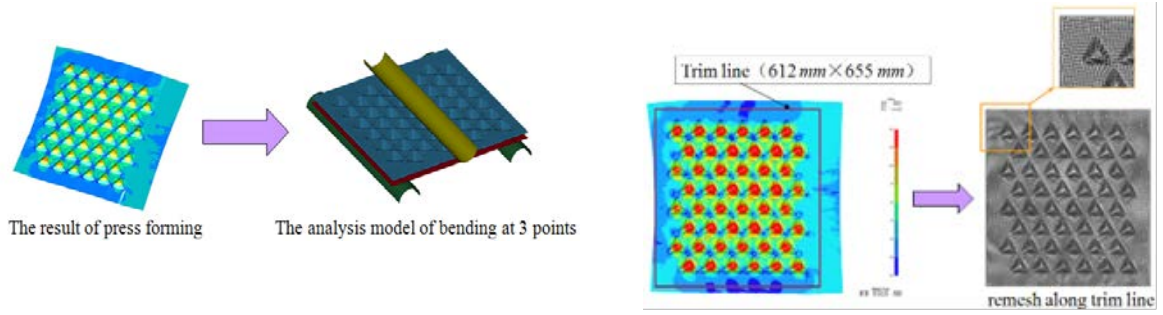 Trim line（612 mm×655 mm）
The result of press forming
The analysis model of bending at 3 points
remesh along trim line